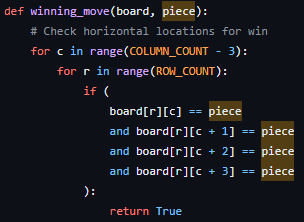 def winning_move(board, piece):
    # Check horizontal locations for win
    for c in range(COLUMN_COUNT - 3):
        for r in range(ROW_COUNT):
            if (
                board[r][c] == piece
                and board[r][c + 1] == piece
                and board[r][c + 2] == piece
                and board[r][c + 3] == piece
            ):
                return True